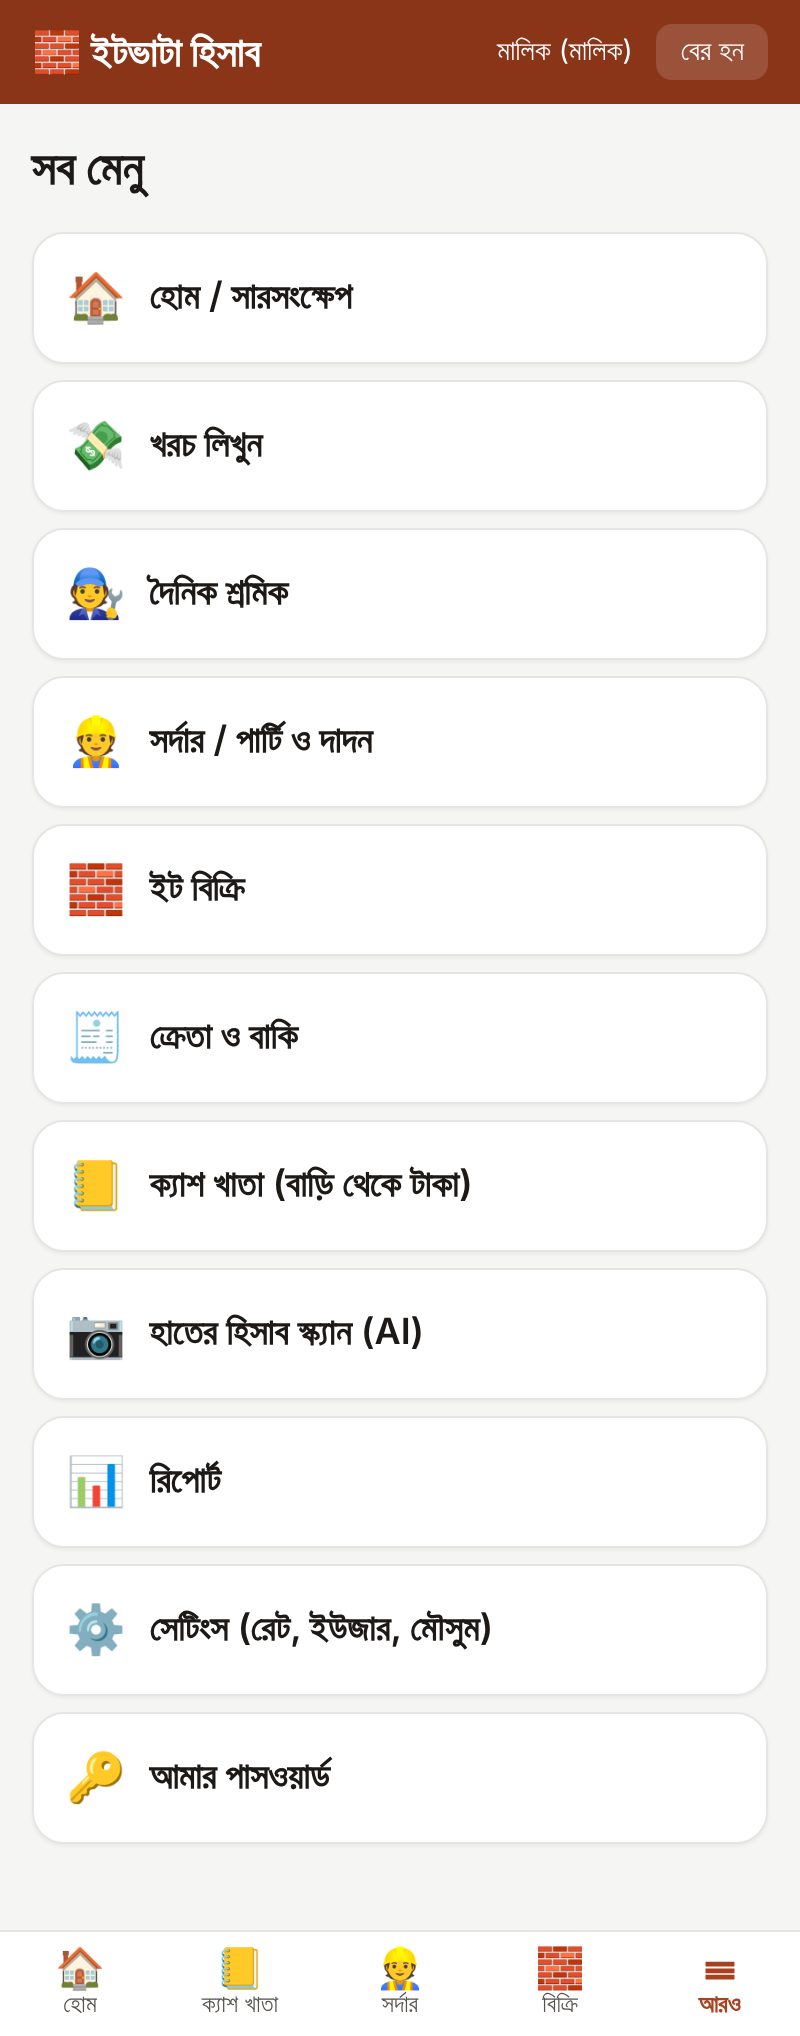 ইটভাটা হিসাব
মালিক (মালিক)
বের হন
সব মেনু
হোম / সারসংক্ষেপ
খরচ লিখুন
দৈনিক শ্রমিক
সর্দার / পার্টি ও দাদন
ইট বিক্রি
ক্রেতা ও বাকি
ক্যাশ খাতা (বাড়ি থেকে টাকা)
হাতের হিসাব স্ক্যান (AI)
রিপোর্ট
সেটিংস (রেট, ইউজার, মৌসুম)
আমার পাসওয়ার্ড
হোম
ক্যাশ খাতা
সর্দার
বিক্রি
আরও